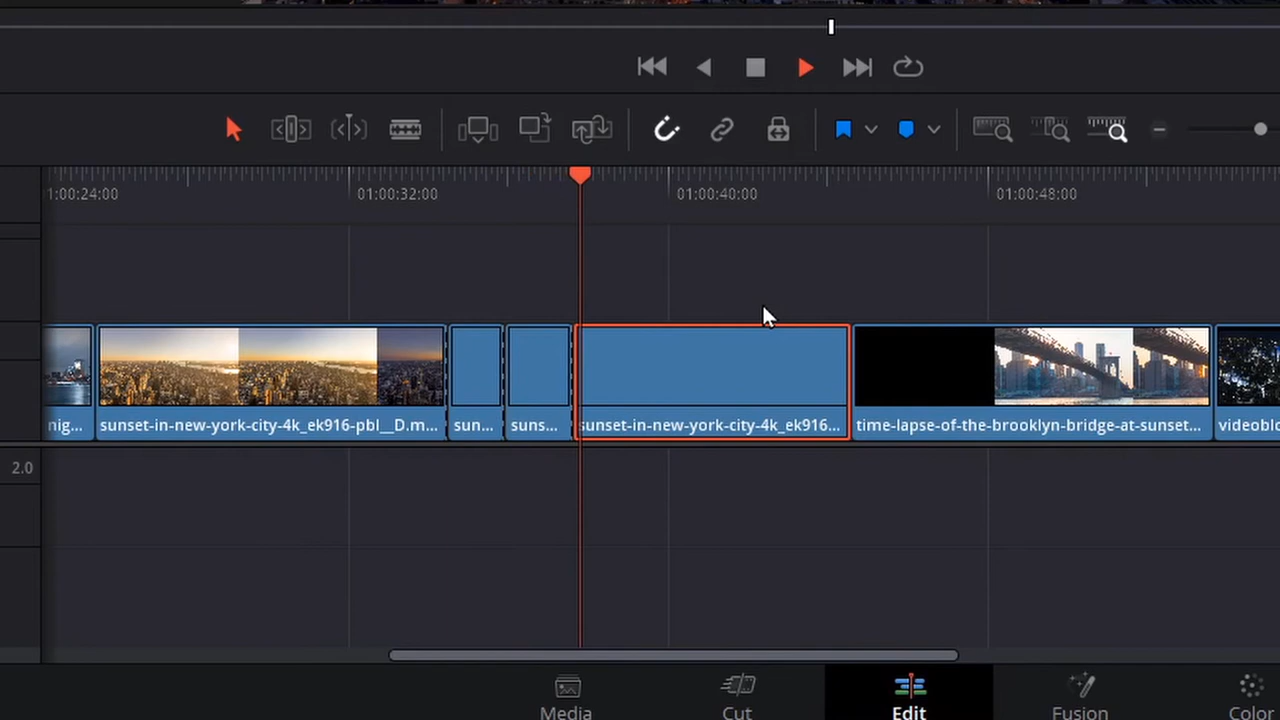 1:00:24:00 01:00:32:00 01:00:40:00 01:00:48:00
nig... sunset-in-new-york-city-4k_ek916-pbl__D.m... sun... suns... sunset-in-new-york-city-4k_ek916... time-lapse-of-the-brooklyn-bridge-at-sunset... videoblo
2.0
Media Cut Edit Fusion Color